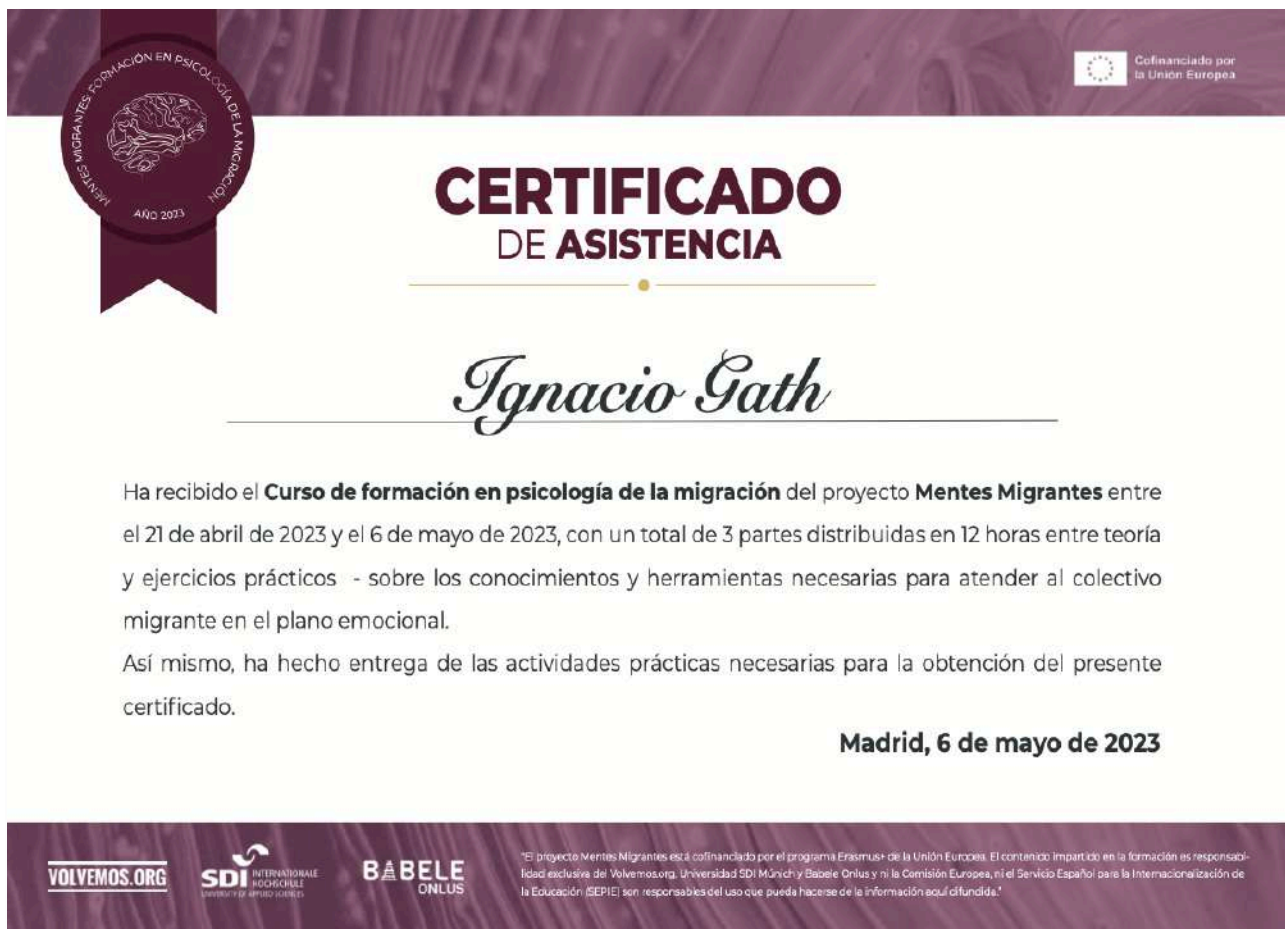 MENTES MIGRANTES: FORMACIÓN EN PSICOLOGÍA DE LA MIGRACIÓN
AÑO 2023
Cofinanciado por
la Unión Europea
CERTIFICADO
DE ASISTENCIA
Ignacio Gath
Ha recibido el Curso de formación en psicología de la migración del proyecto Mentes Migrantes entre
el 21 de abril de 2023 y el 6 de mayo de 2023, con un total de 3 partes distribuidas en 12 horas entre teoría
y ejercicios prácticos - sobre los conocimientos y herramientas necesarias para atender al colectivo
migrante en el plano emocional.
Así mismo, ha hecho entrega de las actividades prácticas necesarias para la obtención del presente
certificado.
Madrid, 6 de mayo de 2023
VOLVEMOS.ORG
SDI INTERNATIONALE
HOCHSCHULE
UNIVERSITY OF APPLIED SCIENCES
BABELE
ONLUS
"El proyecto Mentes Migrantes está cofinanciado por el programa Erasmus+ de la Unión Europea. El contenido impartido en la formación es responsabi-
lidad exclusiva del Volvemos.org, Universidad SDI Múnich y Babele Onlus y ni la Comisión Europea, ni el Servicio Español para la Internacionalización de
la Educación (SEPIE) son responsables del uso que pueda hacerse de la información aquí difundida."